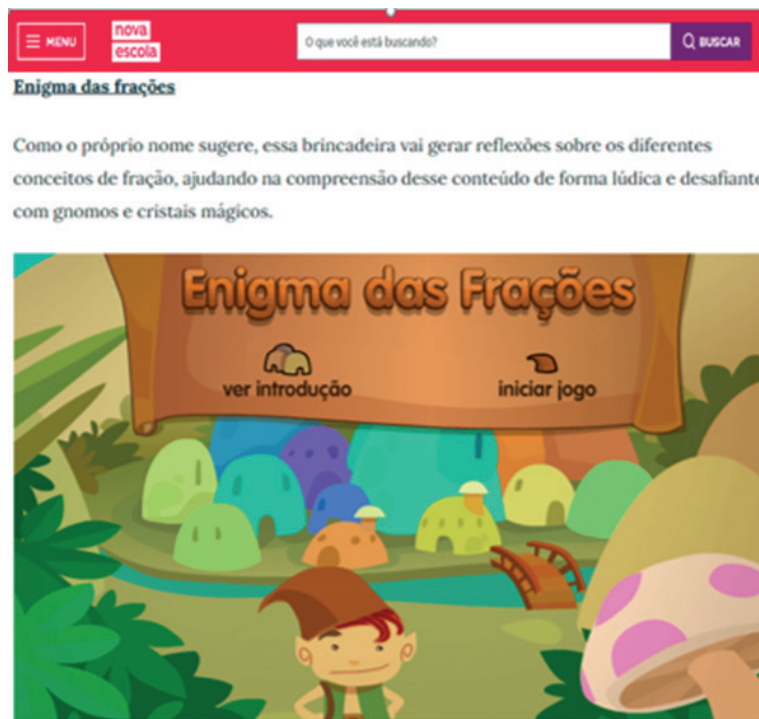 MENU
nova
escola
O que você está buscando?
BUSCAR
Enigma das frações
Como o próprio nome sugere, essa brincadeira vai gerar reflexões sobre os diferentes
conceitos de fração, ajudando na compreensão desse conteúdo de forma lúdica e desafiante
com gnomos e cristais mágicos.
Enigma das Frações
ver introdução
iniciar jogo